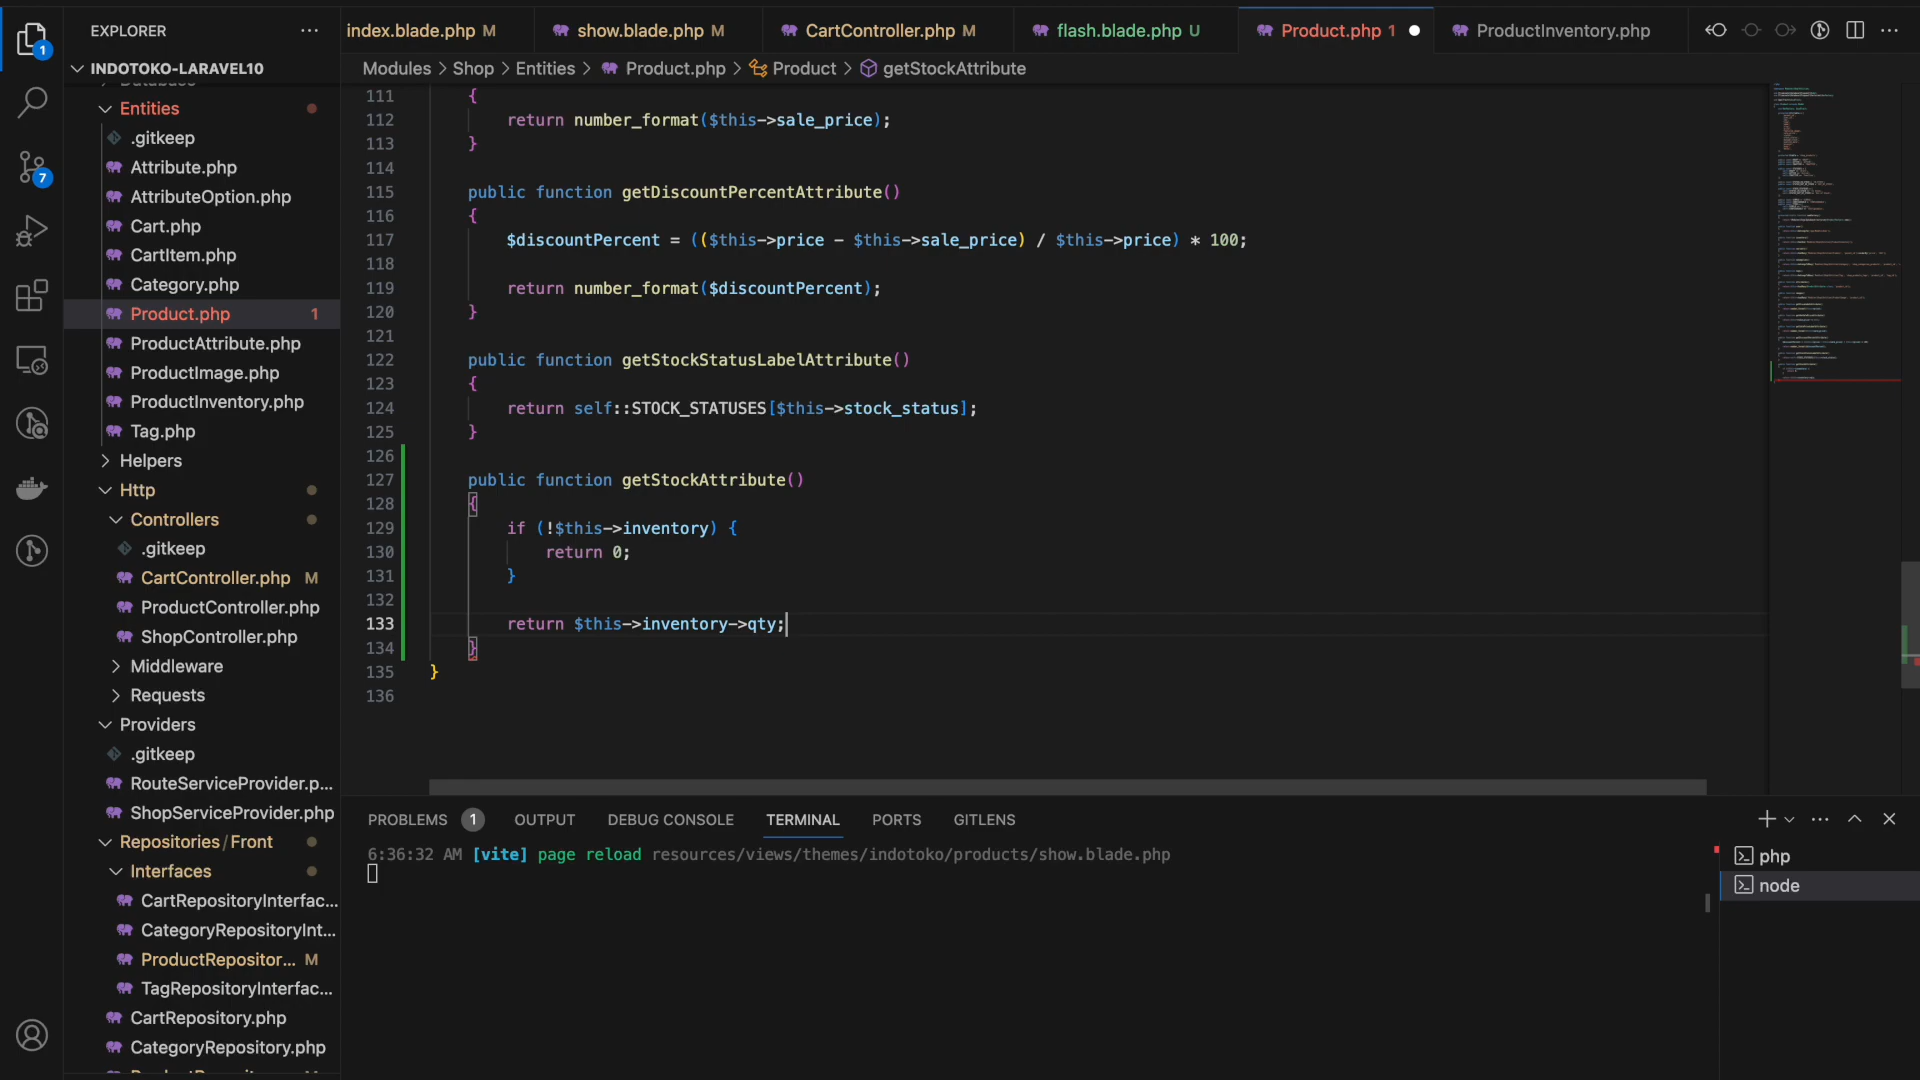 EXPLORER
INDOTOKO-LARAVEL10
Entities
.gitkeep
Attribute.php
AttributeOption.php
Cart.php
CartItem.php
Category.php
Product.php 1
ProductAttribute.php
ProductImage.php
ProductInventory.php
Tag.php
Helpers
Http
Controllers
.gitkeep
CartController.php M
ProductController.php
ShopController.php
Middleware
Requests
Providers
.gitkeep
RouteServiceProvider.p...
ShopServiceProvider.php
Repositories/Front
Interfaces
CartRepositoryInterfac...
CategoryRepositoryInt...
ProductRepositor... M
TagRepositoryInterfac...
CartRepository.php
CategoryRepository.php
1
7
index.blade.php M
show.blade.php M
CartController.php M
flash.blade.php U
Product.php 1
ProductInventory.php
Modules > Shop > Entities > Product.php > Product > getStockAttribute
111 {
112 return number_format($this->sale_price);
113 }
114
115 public function getDiscountPercentAttribute()
116 {
117 $discountPercent = (($this->price - $this->sale_price) / $this->price) * 100;
118
119 return number_format($discountPercent);
120 }
121
122 public function getStockStatusLabelAttribute()
123 {
124 return self::STOCK_STATUSES[$this->stock_status];
125 }
126
127 public function getStockAttribute()
128 {
129 if (!$this->inventory) {
130 return 0;
131 }
132
133 return $this->inventory->qty;
134 }
135 }
136
PROBLEMS 1 OUTPUT DEBUG CONSOLE TERMINAL PORTS GITLENS
6:36:32 AM [vite] page reload resources/views/themes/indotoko/products/show.blade.php
php
node